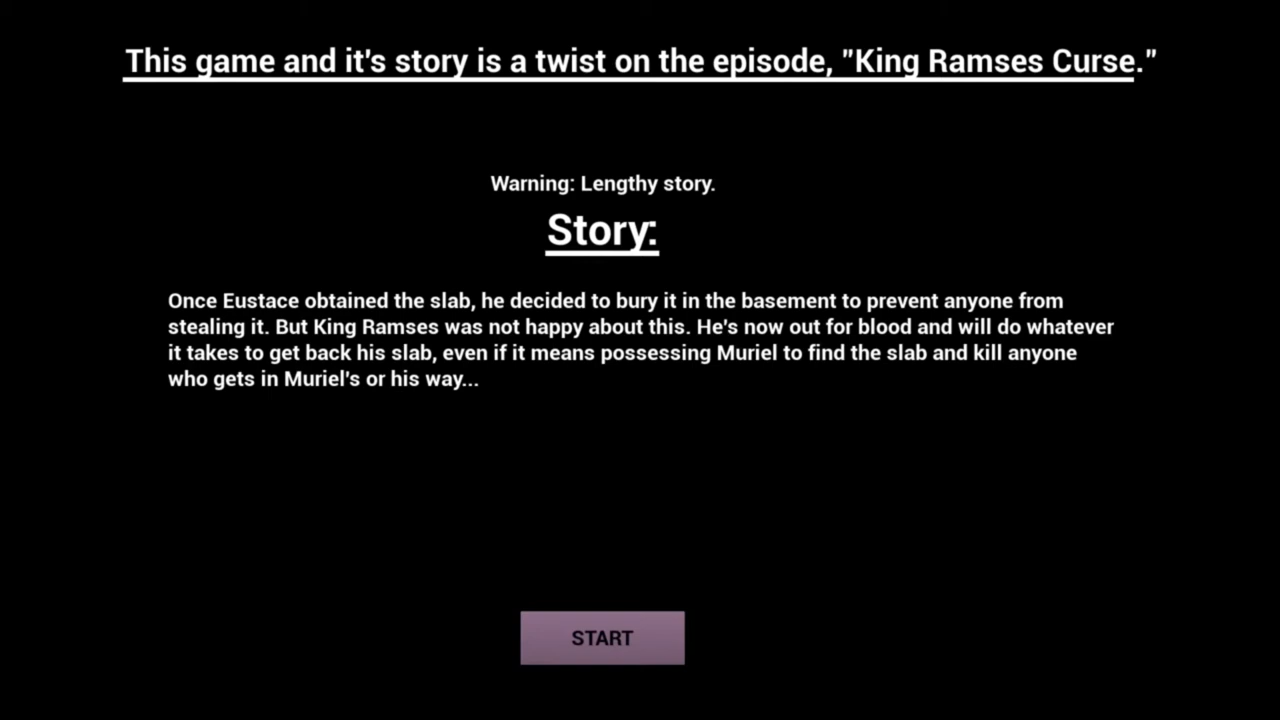 This game and it's story is a twist on the episode, "King Ramses Curse."
Warning: Lengthy story.
Story:
Once Eustace obtained the slab, he decided to bury it in the basement to prevent anyone from
stealing it. But King Ramses was not happy about this. He's now out for blood and will do whatever
it takes to get back his slab, even if it means possessing Muriel to find the slab and kill anyone
who gets in Muriel's or his way...
START